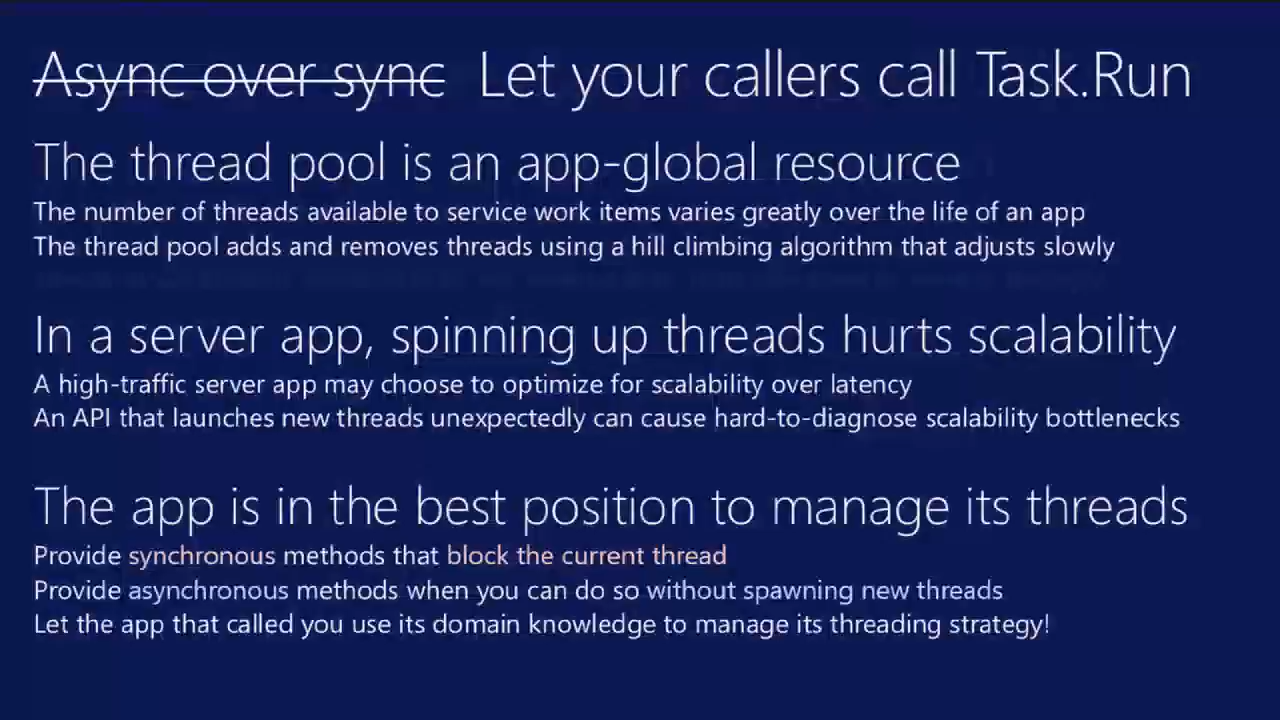 Async over sync Let your callers call Task.Run
The thread pool is an app-global resource
The number of threads available to service work items varies greatly over the life of an app
The thread pool adds and removes threads using a hill climbing algorithm that adjusts slowly
In a server app, spinning up threads hurts scalability
A high-traffic server app may choose to optimize for scalability over latency
An API that launches new threads unexpectedly can cause hard-to-diagnose scalability bottlenecks
The app is in the best position to manage its threads
Provide synchronous methods that block the current thread
Provide asynchronous methods when you can do so without spawning new threads
Let the app that called you use its domain knowledge to manage its threading strategy!